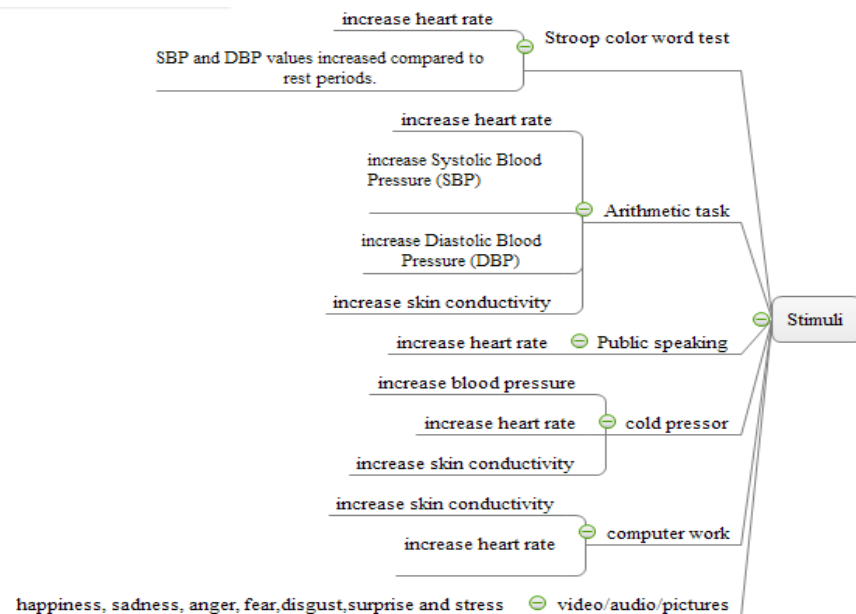 increase heart rate
Stroop color word test
SBP and DBP values increased compared to
rest periods.
increase heart rate
increase Systolic Blood
Pressure (SBP)
Arithmetic task
increase Diastolic Blood
Pressure (DBP)
increase skin conductivity
Stimuli
increase heart rate
Public speaking
increase blood pressure
increase heart rate
cold pressor
increase skin conductivity
increase skin conductivity
computer work
increase heart rate
happiness, sadness, anger, fear,disgust,surprise and stress
video/audio/pictures